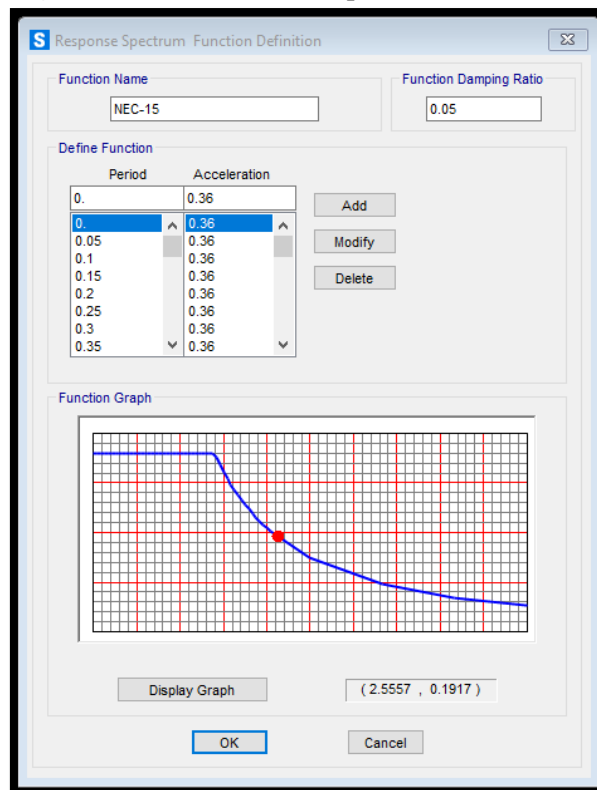 S Response Spectrum Function Definition
Function Name
NEC-15
Function Damping Ratio
0.05
Define Function
Period Acceleration
0. 0.36
Add
0. 0.36
0.05 0.36
Modify
0.1 0.36
0.15 0.36
Delete
0.2 0.36
0.25 0.36
0.3 0.36
0.35 0.36
Function Graph
Display Graph
( 2.5557 , 0.1917 )
OK
Cancel